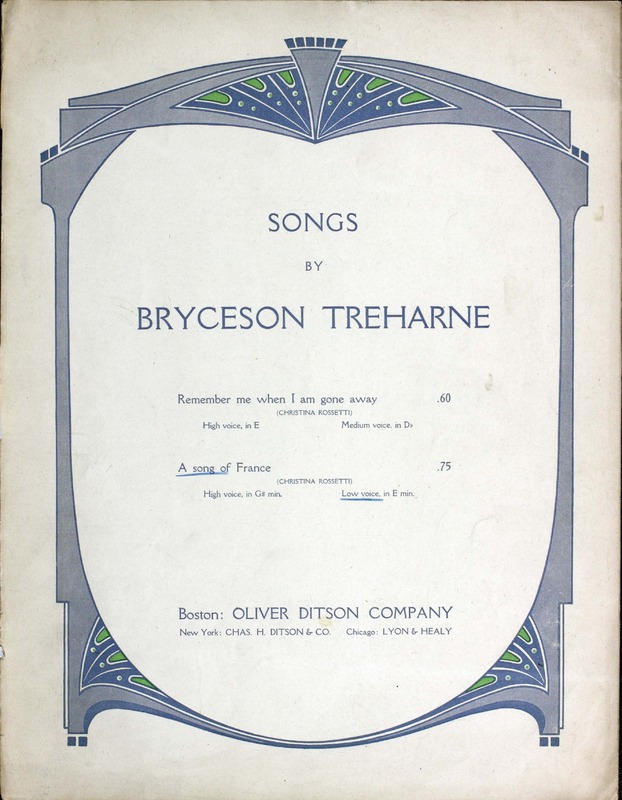 SONGS
BY
BRYCESON TREHARNE
Remember me when I am gone away .60
(CHRISTINA ROSSETTI)
High voice, in E Medium voice, in D♭
A song of France .75
(CHRISTINA ROSSETTI)
High voice, in G# min. Low voice, in E min.
Boston: OLIVER DITSON COMPANY
New York: CHAS. H. DITSON & CO. Chicago: LYON & HEALY